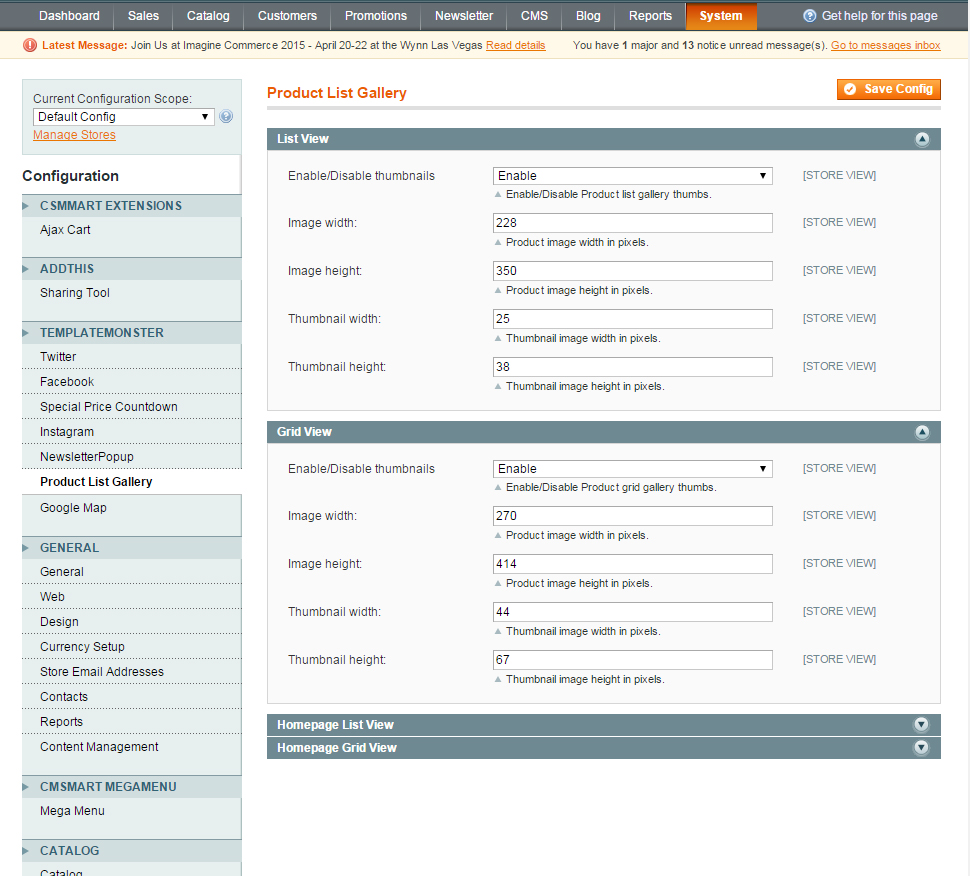 Dashboard Sales Catalog Customers Promotions Newsletter CMS Blog Reports System Get help for this page
Latest Message: Join Us at Imagine Commerce 2015 - April 20-22 at the Wynn Las Vegas Read details You have 1 major and 13 notice unread message(s). Go to messages inbox
Current Configuration Scope:
Default Config
Manage Stores
Configuration
CSMMART EXTENSIONS
Ajax Cart
ADDTHIS
Sharing Tool
TEMPLATEMONSTER
Twitter
Facebook
Special Price Countdown
Instagram
NewsletterPopup
Product List Gallery
Google Map
GENERAL
General
Web
Design
Currency Setup
Store Email Addresses
Contacts
Reports
Content Management
CMSMART MEGAMENU
Mega Menu
CATALOG
Catalog
Product List Gallery Save Config
List View
Enable/Disable thumbnails Enable [STORE VIEW]
Enable/Disable Product list gallery thumbs.
Image width: 228 [STORE VIEW]
Product image width in pixels.
Image height: 350 [STORE VIEW]
Product image height in pixels.
Thumbnail width: 25 [STORE VIEW]
Thumbnail image width in pixels.
Thumbnail height: 38 [STORE VIEW]
Thumbnail image height in pixels.
Grid View
Enable/Disable thumbnails Enable [STORE VIEW]
Enable/Disable Product grid gallery thumbs.
Image width: 270 [STORE VIEW]
Product image width in pixels.
Image height: 414 [STORE VIEW]
Product image height in pixels.
Thumbnail width: 44 [STORE VIEW]
Thumbnail image width in pixels.
Thumbnail height: 67 [STORE VIEW]
Thumbnail image height in pixels.
Homepage List View
Homepage Grid View